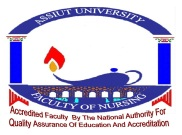 ASSIUT UNIVERSITY
FACULTY OF NURSING
Accredited Faculty By The National Authority For
Quality Assurance Of Education And Accreditation